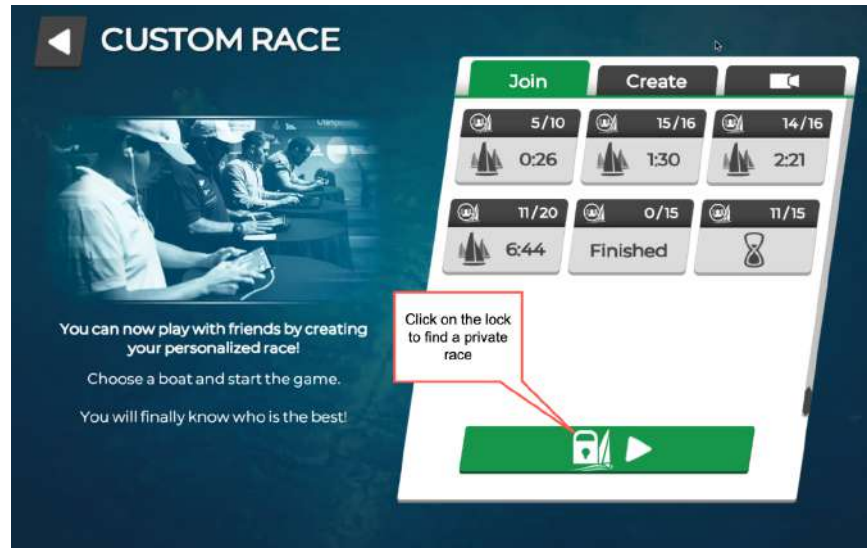 CUSTOM RACE
Join
Create
5/10
15/16
14/16
0:26
1:30
2:21
11/20
0/15
11/15
6:44
Finished
You can now play with friends by creating
your personalized race!
Choose a boat and start the game.
You will finally know who is the best!
Click on the lock
to find a private
race